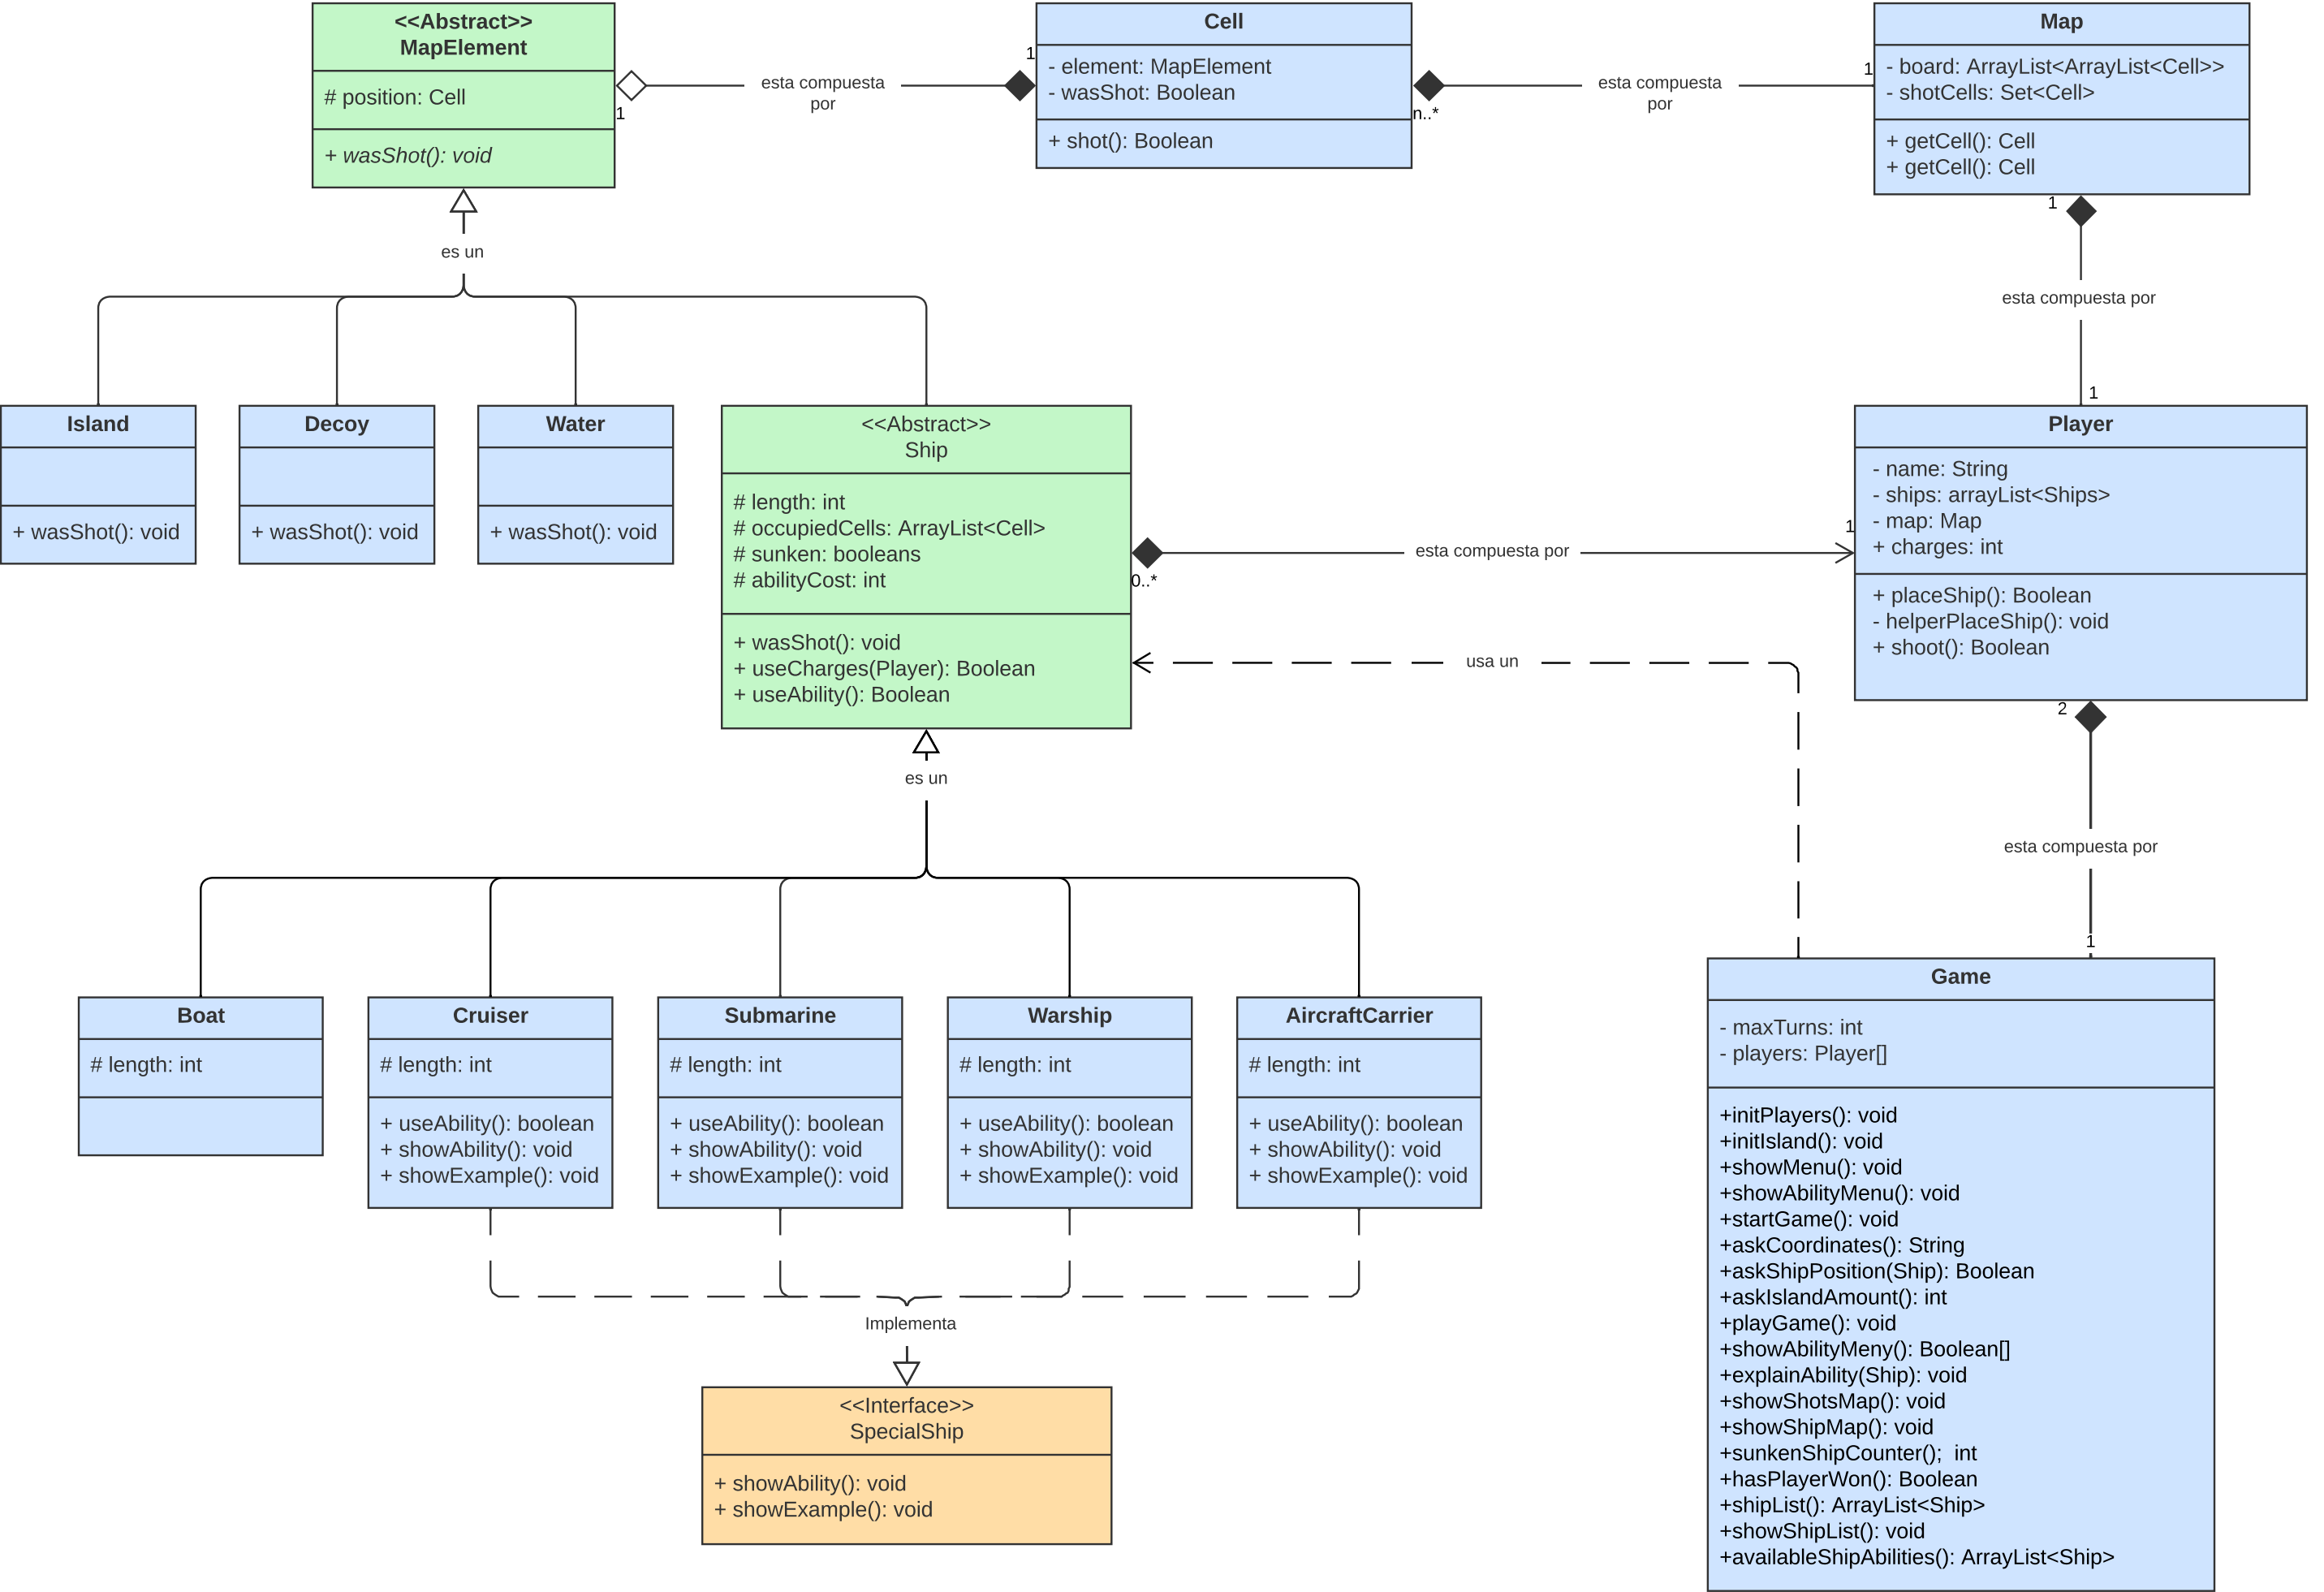 <<Abstract>>
MapElement
# position: Cell
+ wasShot(): void
1
esta compuesta
por
1
Cell
- element: MapElement
- wasShot: Boolean
+ shot(): Boolean
n..*
esta compuesta
por
1
Map
- board: ArrayList<ArrayList<Cell>>
- shotCells: Set<Cell>
+ getCell(): Cell
+ getCell(): Cell
1
esta compuesta por
1
es un
Island
+ wasShot(): void
Decoy
+ wasShot(): void
Water
+ wasShot(): void
<<Abstract>>
Ship
# length: int
# occupiedCells: ArrayList<Cell>
# sunken: booleans
# abilityCost: int
+ wasShot(): void
+ useCharges(Player): Boolean
+ useAbility(): Boolean
0..*
esta compuesta por
1
usa un
Player
- name: String
- ships: arrayList<Ships>
- map: Map
+ charges: int
+ placeShip(): Boolean
- helperPlaceShip(): void
+ shoot(): Boolean
2
esta compuesta por
1
es un
Boat
# length: int
Cruiser
# length: int
+ useAbility(): boolean
+ showAbility(): void
+ showExample(): void
Submarine
# length: int
+ useAbility(): boolean
+ showAbility(): void
+ showExample(): void
Warship
# length: int
+ useAbility(): boolean
+ showAbility(): void
+ showExample(): void
AircraftCarrier
# length: int
+ useAbility(): boolean
+ showAbility(): void
+ showExample(): void
Implementa
<<Interface>>
SpecialShip
+ showAbility(): void
+ showExample(): void
Game
- maxTurns: int
- players: Player[]
+initPlayers(): void
+initIsland(): void
+showMenu(): void
+showAbilityMenu(): void
+startGame(): void
+askCoordinates(): String
+askShipPosition(Ship): Boolean
+askIslandAmount(): int
+playGame(): void
+showAbilityMeny(): Boolean[]
+explainAbility(Ship): void
+showShotsMap(): void
+showShipMap(): void
+sunkenShipCounter();  int
+hasPlayerWon(): Boolean
+shipList(): ArrayList<Ship>
+showShipList(): void
+availableShipAbilities(): ArrayList<Ship>